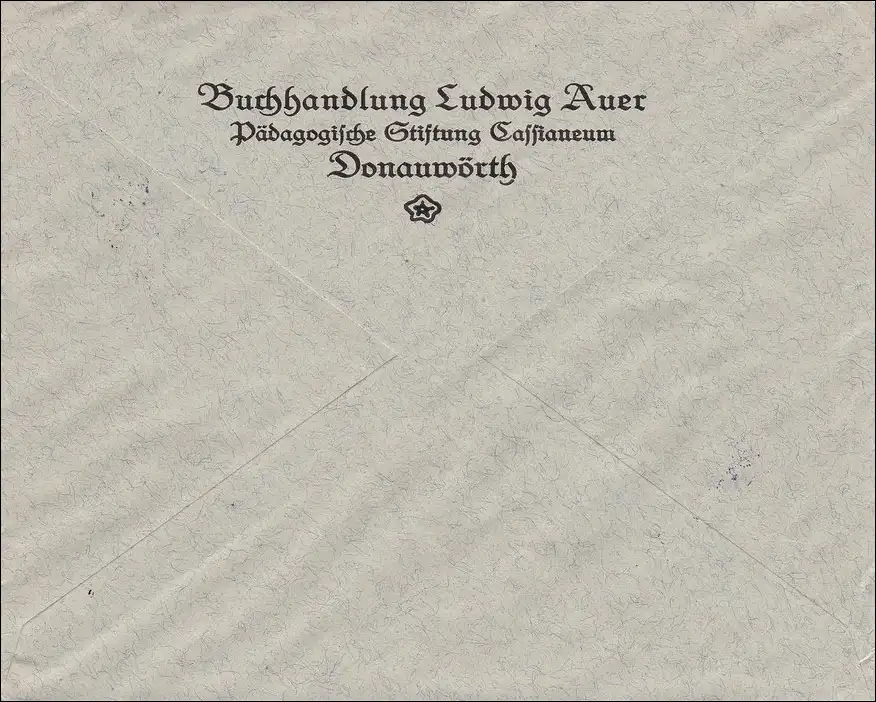 Buchhandlung Ludwig Auer
Pädagogische Stiftung Cassianeum
Donauwörth